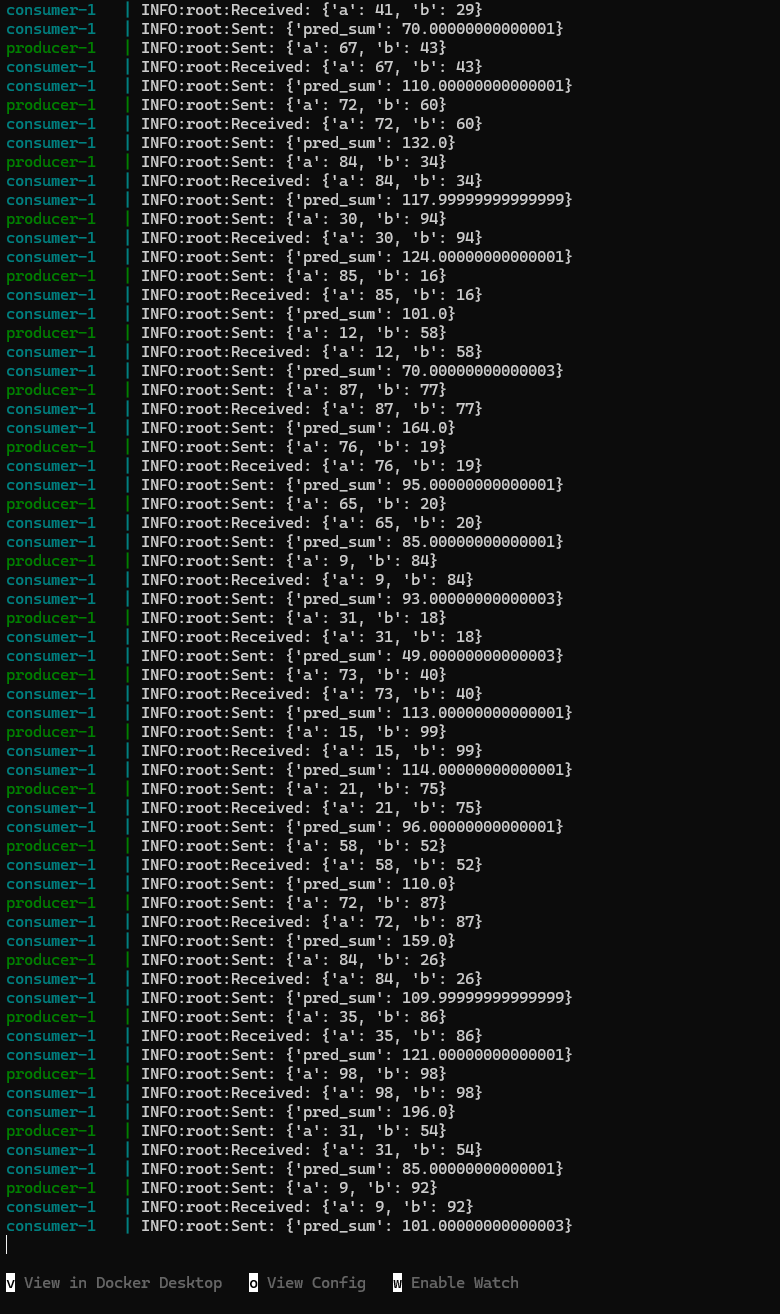 consumer-1   | INFO:root:Received: {'a': 41, 'b': 29}
consumer-1   | INFO:root:Sent: {'pred_sum': 70.00000000000001}
producer-1   | INFO:root:Sent: {'a': 67, 'b': 43}
consumer-1   | INFO:root:Received: {'a': 67, 'b': 43}
consumer-1   | INFO:root:Sent: {'pred_sum': 110.00000000000001}
producer-1   | INFO:root:Sent: {'a': 72, 'b': 60}
consumer-1   | INFO:root:Received: {'a': 72, 'b': 60}
consumer-1   | INFO:root:Sent: {'pred_sum': 132.0}
producer-1   | INFO:root:Sent: {'a': 84, 'b': 34}
consumer-1   | INFO:root:Received: {'a': 84, 'b': 34}
consumer-1   | INFO:root:Sent: {'pred_sum': 117.99999999999999}
producer-1   | INFO:root:Sent: {'a': 30, 'b': 94}
consumer-1   | INFO:root:Received: {'a': 30, 'b': 94}
consumer-1   | INFO:root:Sent: {'pred_sum': 124.00000000000001}
producer-1   | INFO:root:Sent: {'a': 85, 'b': 16}
consumer-1   | INFO:root:Received: {'a': 85, 'b': 16}
consumer-1   | INFO:root:Sent: {'pred_sum': 101.0}
producer-1   | INFO:root:Sent: {'a': 12, 'b': 58}
consumer-1   | INFO:root:Received: {'a': 12, 'b': 58}
consumer-1   | INFO:root:Sent: {'pred_sum': 70.00000000000003}
producer-1   | INFO:root:Sent: {'a': 87, 'b': 77}
consumer-1   | INFO:root:Received: {'a': 87, 'b': 77}
consumer-1   | INFO:root:Sent: {'pred_sum': 164.0}
producer-1   | INFO:root:Sent: {'a': 76, 'b': 19}
consumer-1   | INFO:root:Received: {'a': 76, 'b': 19}
consumer-1   | INFO:root:Sent: {'pred_sum': 95.00000000000001}
producer-1   | INFO:root:Sent: {'a': 65, 'b': 20}
consumer-1   | INFO:root:Received: {'a': 65, 'b': 20}
consumer-1   | INFO:root:Sent: {'pred_sum': 85.00000000000001}
producer-1   | INFO:root:Sent: {'a': 9, 'b': 84}
consumer-1   | INFO:root:Received: {'a': 9, 'b': 84}
consumer-1   | INFO:root:Sent: {'pred_sum': 93.00000000000003}
producer-1   | INFO:root:Sent: {'a': 31, 'b': 18}
consumer-1   | INFO:root:Received: {'a': 31, 'b': 18}
consumer-1   | INFO:root:Sent: {'pred_sum': 49.00000000000003}
producer-1   | INFO:root:Sent: {'a': 73, 'b': 40}
consumer-1   | INFO:root:Received: {'a': 73, 'b': 40}
consumer-1   | INFO:root:Sent: {'pred_sum': 113.00000000000001}
producer-1   | INFO:root:Sent: {'a': 15, 'b': 99}
consumer-1   | INFO:root:Received: {'a': 15, 'b': 99}
consumer-1   | INFO:root:Sent: {'pred_sum': 114.00000000000001}
producer-1   | INFO:root:Sent: {'a': 21, 'b': 75}
consumer-1   | INFO:root:Received: {'a': 21, 'b': 75}
consumer-1   | INFO:root:Sent: {'pred_sum': 96.00000000000001}
producer-1   | INFO:root:Sent: {'a': 58, 'b': 52}
consumer-1   | INFO:root:Received: {'a': 58, 'b': 52}
consumer-1   | INFO:root:Sent: {'pred_sum': 110.0}
producer-1   | INFO:root:Sent: {'a': 72, 'b': 87}
consumer-1   | INFO:root:Received: {'a': 72, 'b': 87}
consumer-1   | INFO:root:Sent: {'pred_sum': 159.0}
producer-1   | INFO:root:Sent: {'a': 84, 'b': 26}
consumer-1   | INFO:root:Received: {'a': 84, 'b': 26}
consumer-1   | INFO:root:Sent: {'pred_sum': 109.99999999999999}
producer-1   | INFO:root:Sent: {'a': 35, 'b': 86}
consumer-1   | INFO:root:Received: {'a': 35, 'b': 86}
consumer-1   | INFO:root:Sent: {'pred_sum': 121.00000000000001}
producer-1   | INFO:root:Sent: {'a': 98, 'b': 98}
consumer-1   | INFO:root:Received: {'a': 98, 'b': 98}
consumer-1   | INFO:root:Sent: {'pred_sum': 196.0}
producer-1   | INFO:root:Sent: {'a': 31, 'b': 54}
consumer-1   | INFO:root:Received: {'a': 31, 'b': 54}
consumer-1   | INFO:root:Sent: {'pred_sum': 85.00000000000001}
producer-1   | INFO:root:Sent: {'a': 9, 'b': 92}
consumer-1   | INFO:root:Received: {'a': 9, 'b': 92}
consumer-1   | INFO:root:Sent: {'pred_sum': 101.00000000000003}
v View in Docker Desktop   o View Config   w Enable Watch